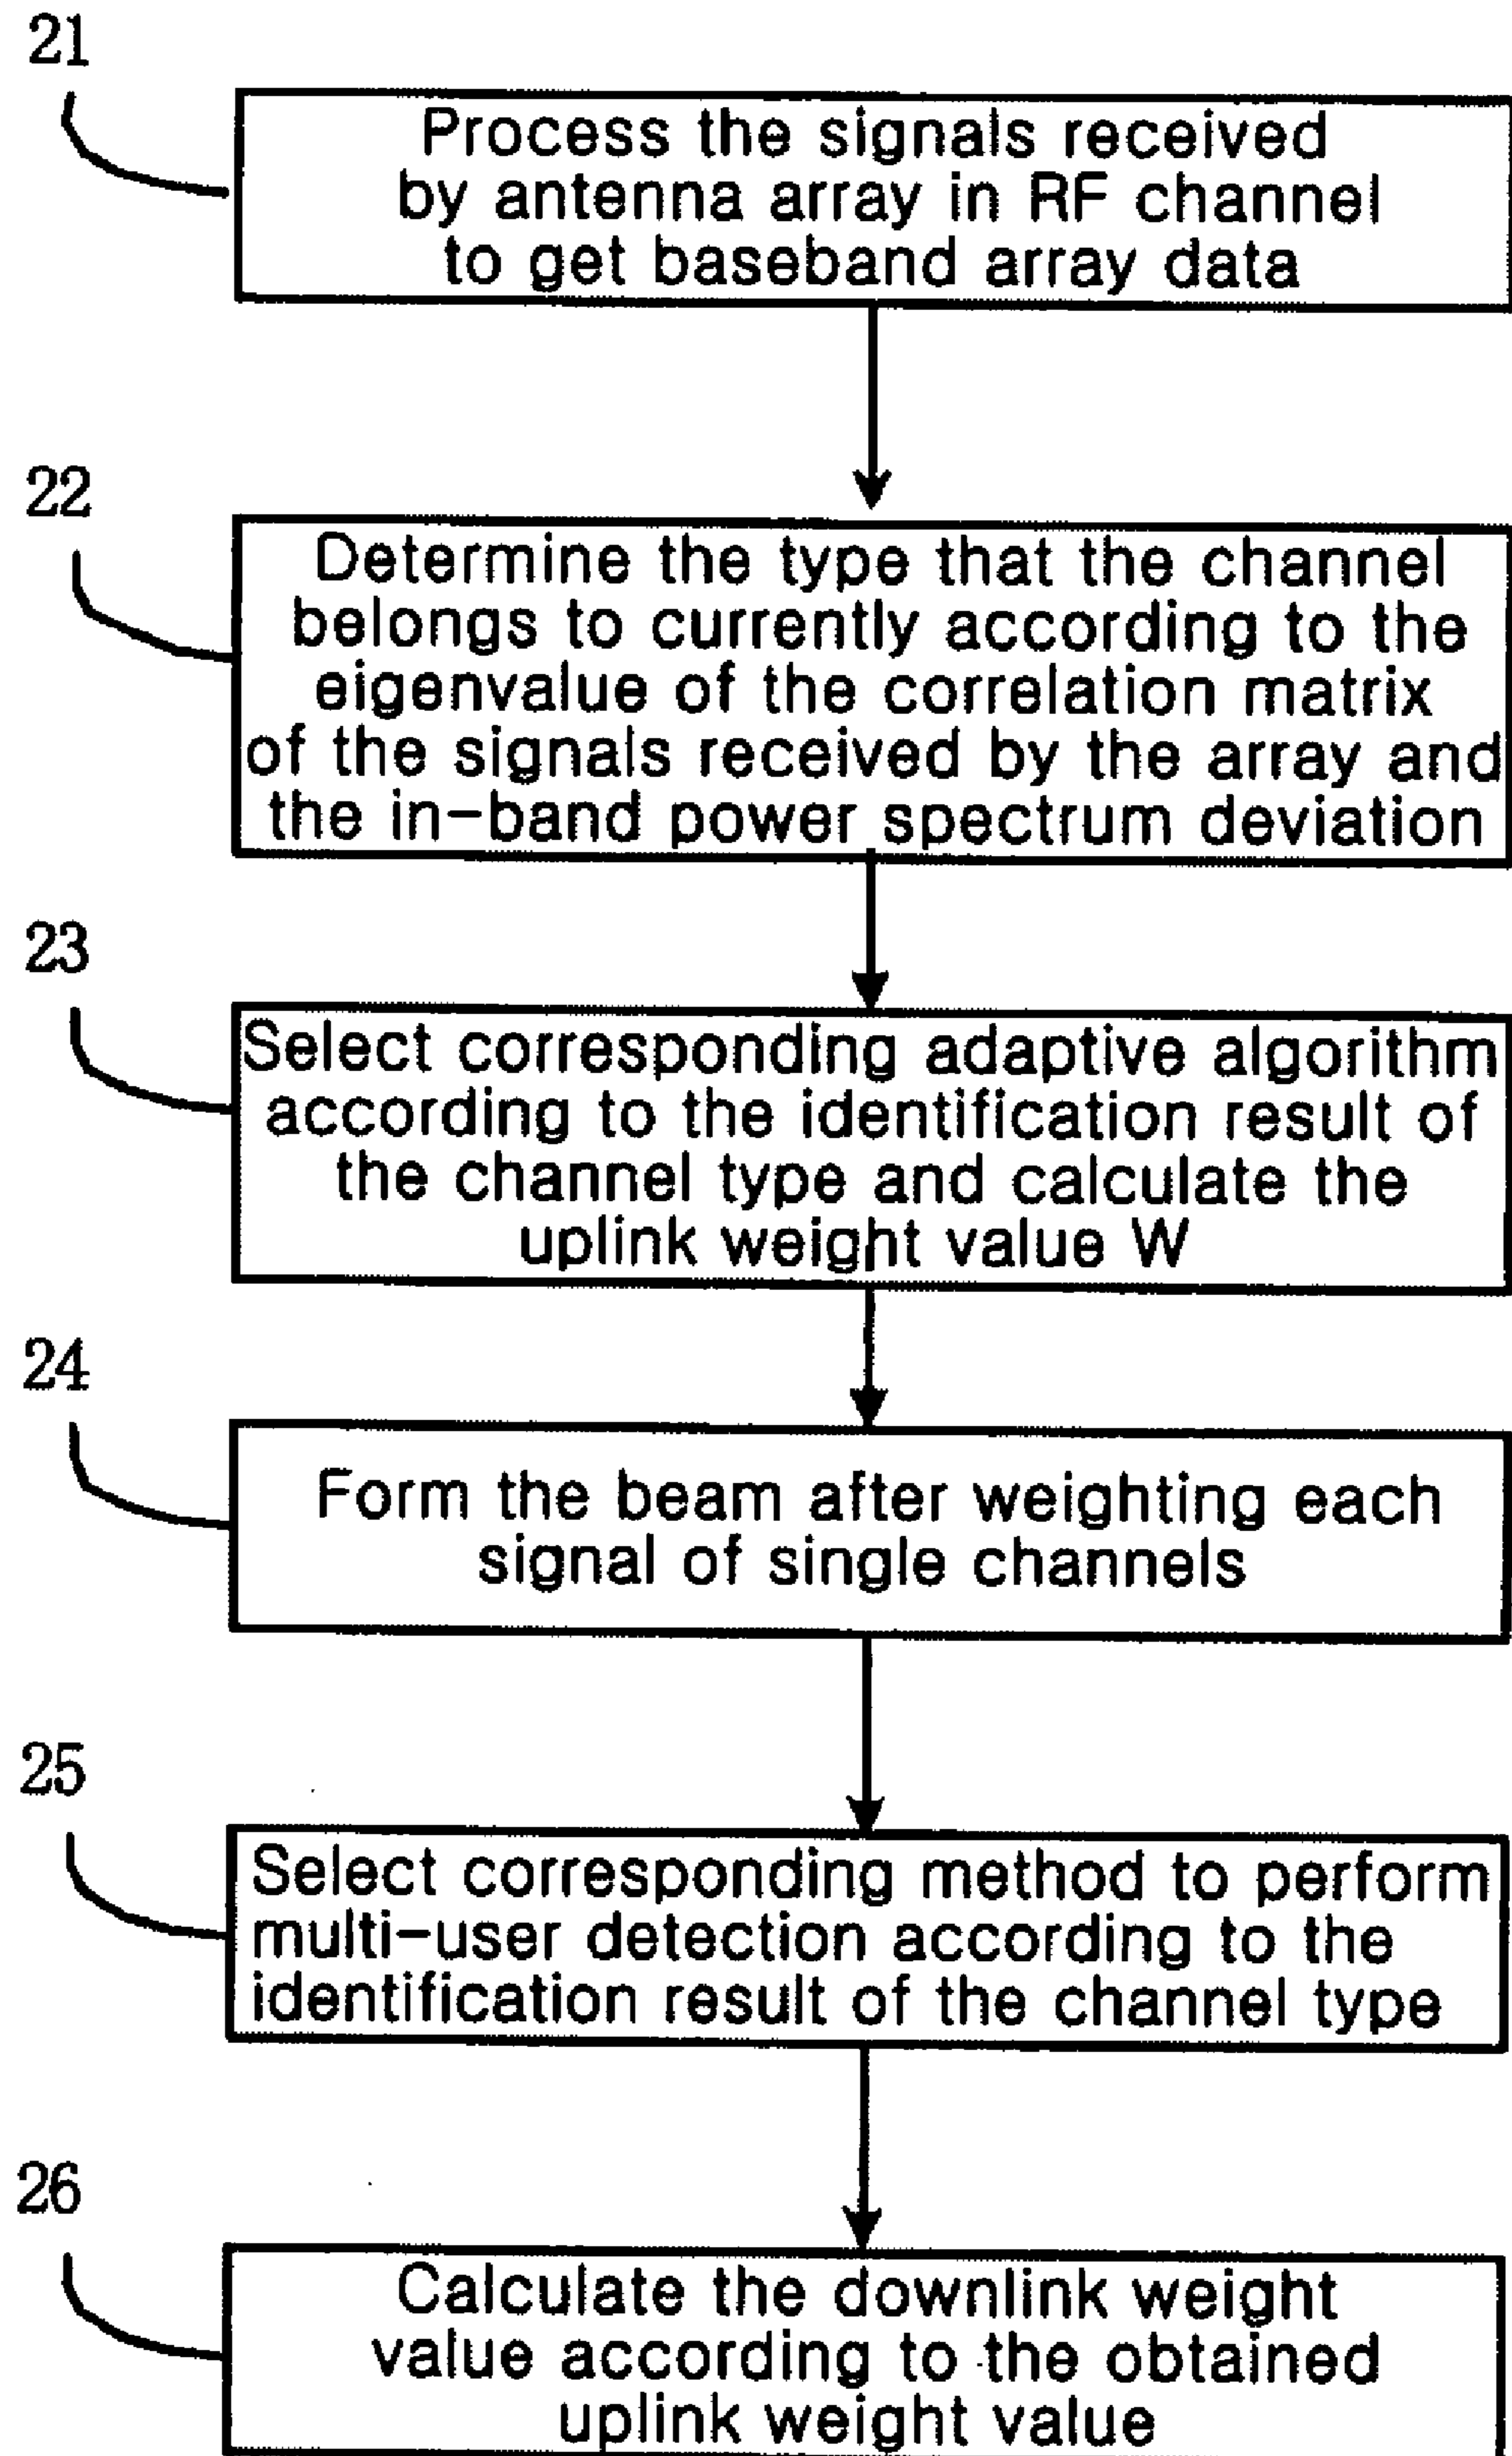 21
Process the signals received
by antenna array in RF channel
to get baseband array data
22
Determine the type that the channel
belongs to currently according to the
eigenvalue of the correlation matrix
of the signals received by the array and
the in-band power spectrum deviation
23
Select corresponding adaptive algorithm
according to the identification result of
the channel type and calculate the
uplink weight value W
24
Form the beam after weighting each
signal of single channels
25
Select corresponding method to perform
multi-user detection according to the
identification result of the channel type
26
Calculate the downlink weight
value according to the obtained
uplink weight value